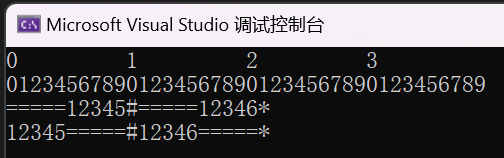 C:\ Microsoft Visual Studio 调试控制台
0         1         2         3
0123456789012345678901234567890123456789
=====12345#=====12346*
12345=====#12346=====*